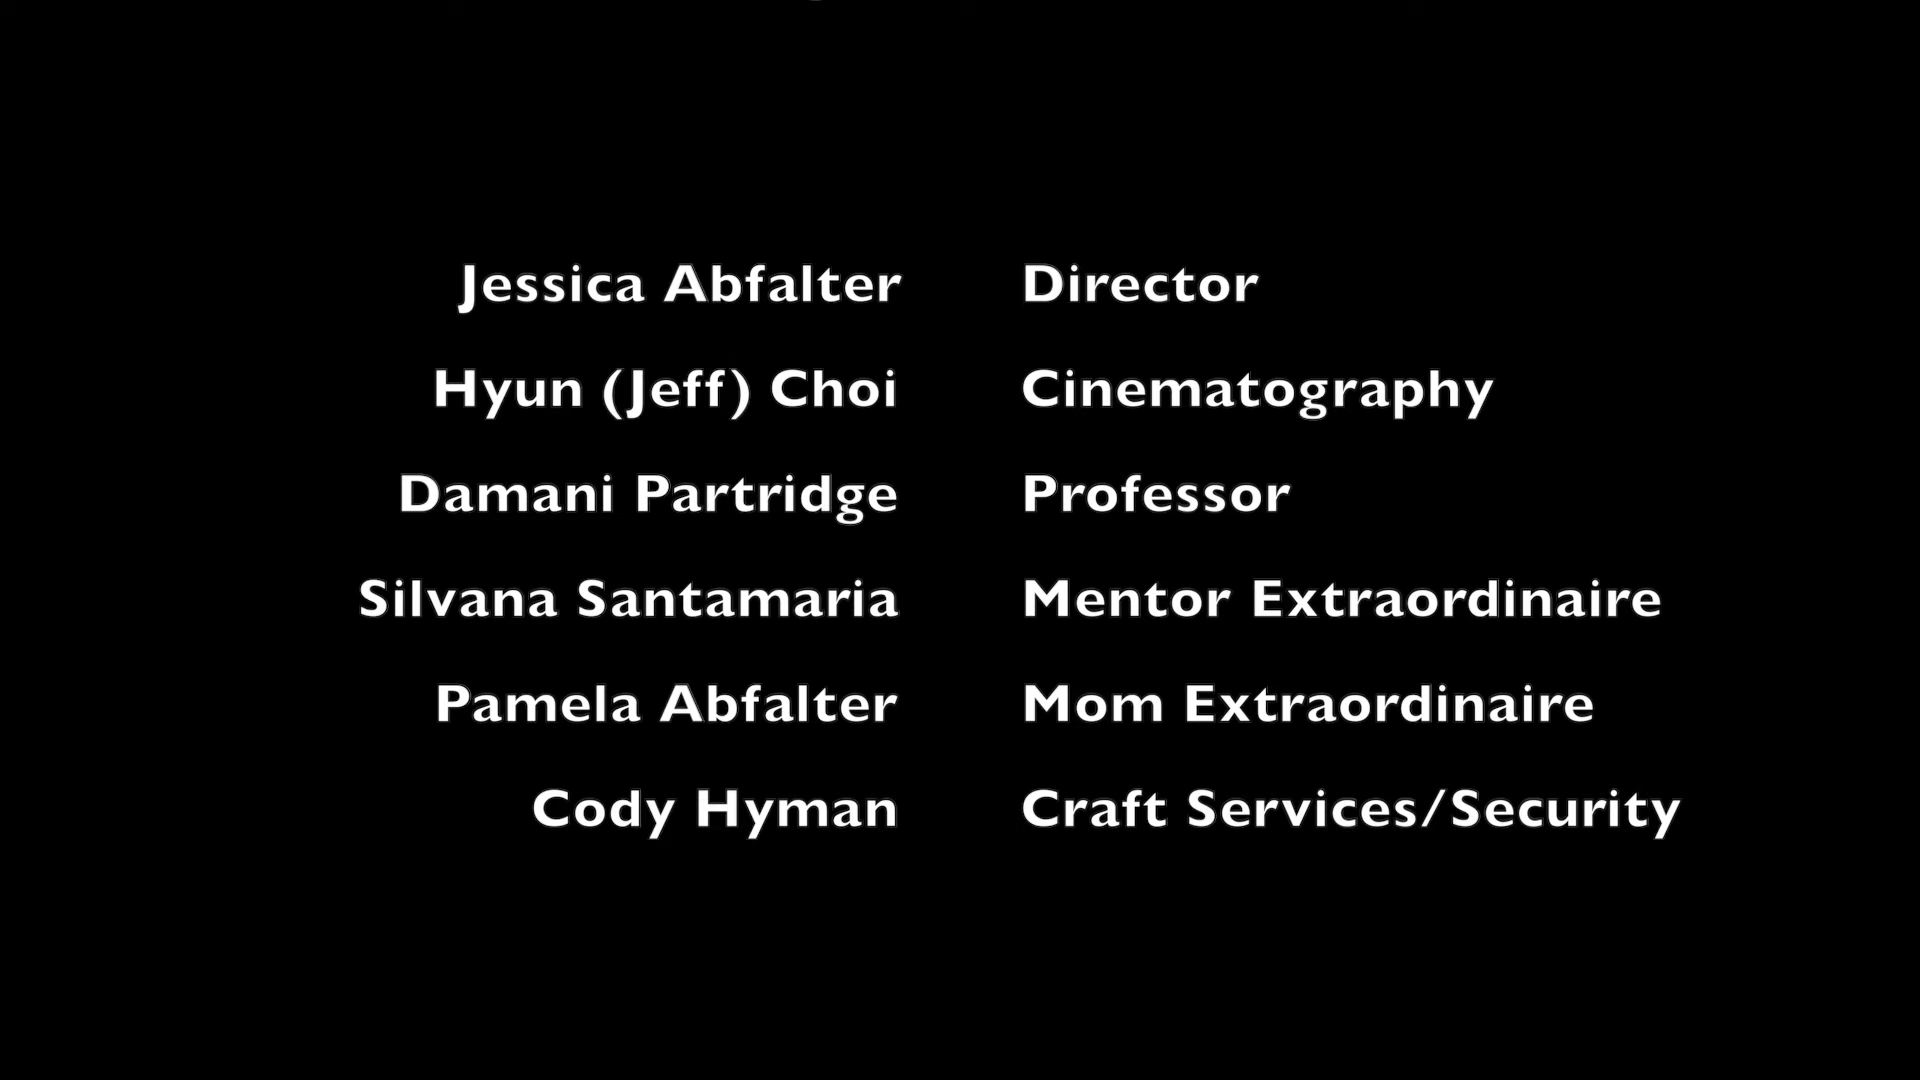 Jessica Abfalter Director
Hyun (Jeff) Choi Cinematography
Damani Partridge Professor
Silvana Santamaria Mentor Extraordinaire
Pamela Abfalter Mom Extraordinaire
Cody Hyman Craft Services/Security